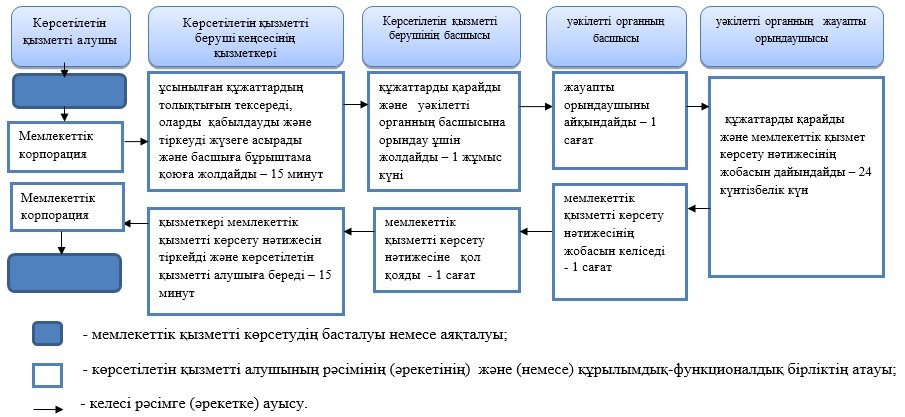 Көрсетілетін
қызметті алушы
Көрсетілетін қызметті
беруші кеңсесінің
қызметкері
Көрсетілетін қызметті
берушінің басшысы
уәкілетті органның
басшысы
уәкілетті органның жауапты
орындаушысы
Мемлекеттік
корпорация
ұсынылған құжаттардың
толықтығын тексереді,
оларды қабылдауды және
тіркеуді жүзеге асырады
және басшыға бұрыштама
қоюға жолдайды – 15 минут
құжаттарды қарайды
және уәкілетті
органның басшысына
орындау үшін
жолдайды – 1 жұмыс
күні
жауапты
орындаушыны
айқындайды – 1
сағат
құжаттарды қарайды
және мемлекеттік қызмет
көрсету нәтижесінің
жобасын дайындайды – 24
күнтізбелік күн
Мемлекеттік
корпорация
қызметкері мемлекеттік
қызметті көрсету нәтижесін
тіркейді және көрсетілетін
қызметті алушыға береді – 15
минут
мемлекеттік
қызметті көрсету
нәтижесіне қол
қояды - 1 сағат
мемлекеттік
қызметті көрсету
нәтижесінің
жобасын келіседі
- 1 сағат
- мемлекеттік қызметті көрсетудің басталуы немесе аяқталуы;
- көрсетілетін қызметті алушының рәсімінің (әрекетінің) және (немесе) құрылымдық-функционалдық бірліктің атауы;
- келесі рәсімге (әрекетке) ауысу.